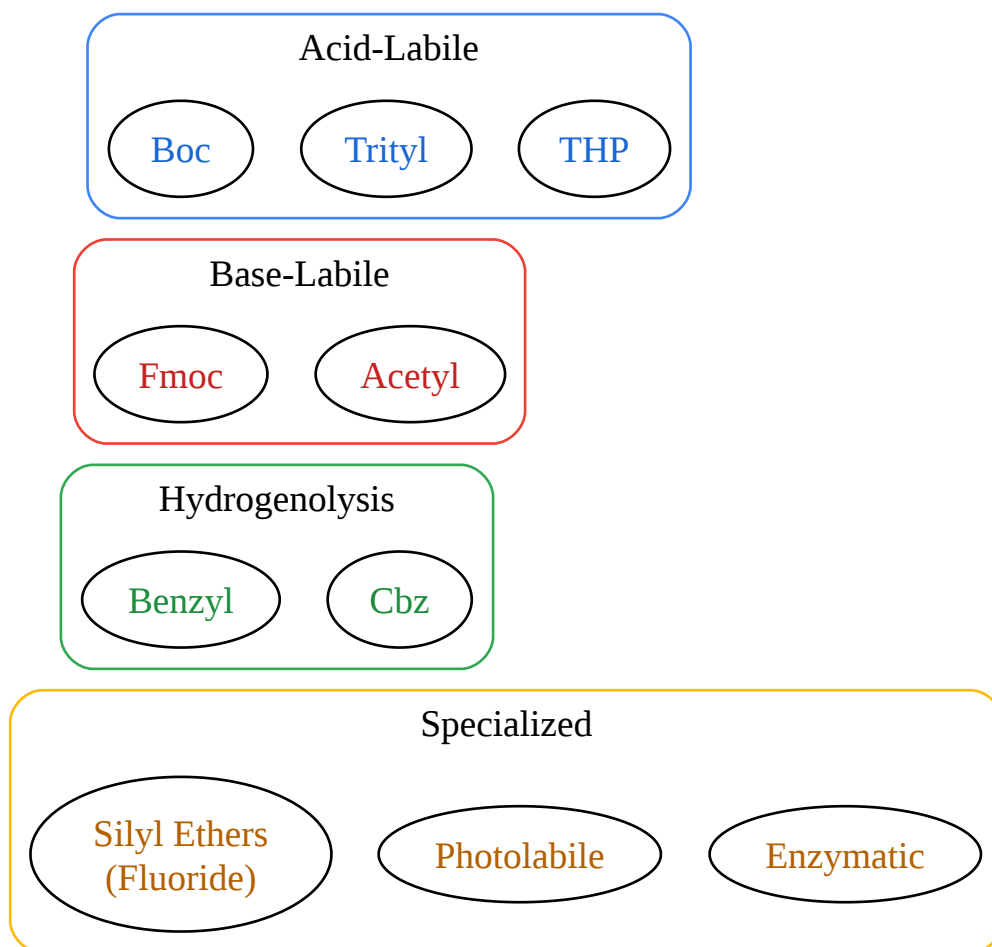 Acid-Labile
Boc Trityl THP
Base-Labile
Fmoc Acetyl
Hydrogenolysis
Benzyl Cbz
Specialized
Silyl Ethers
(Fluoride)
Photolabile
Enzymatic